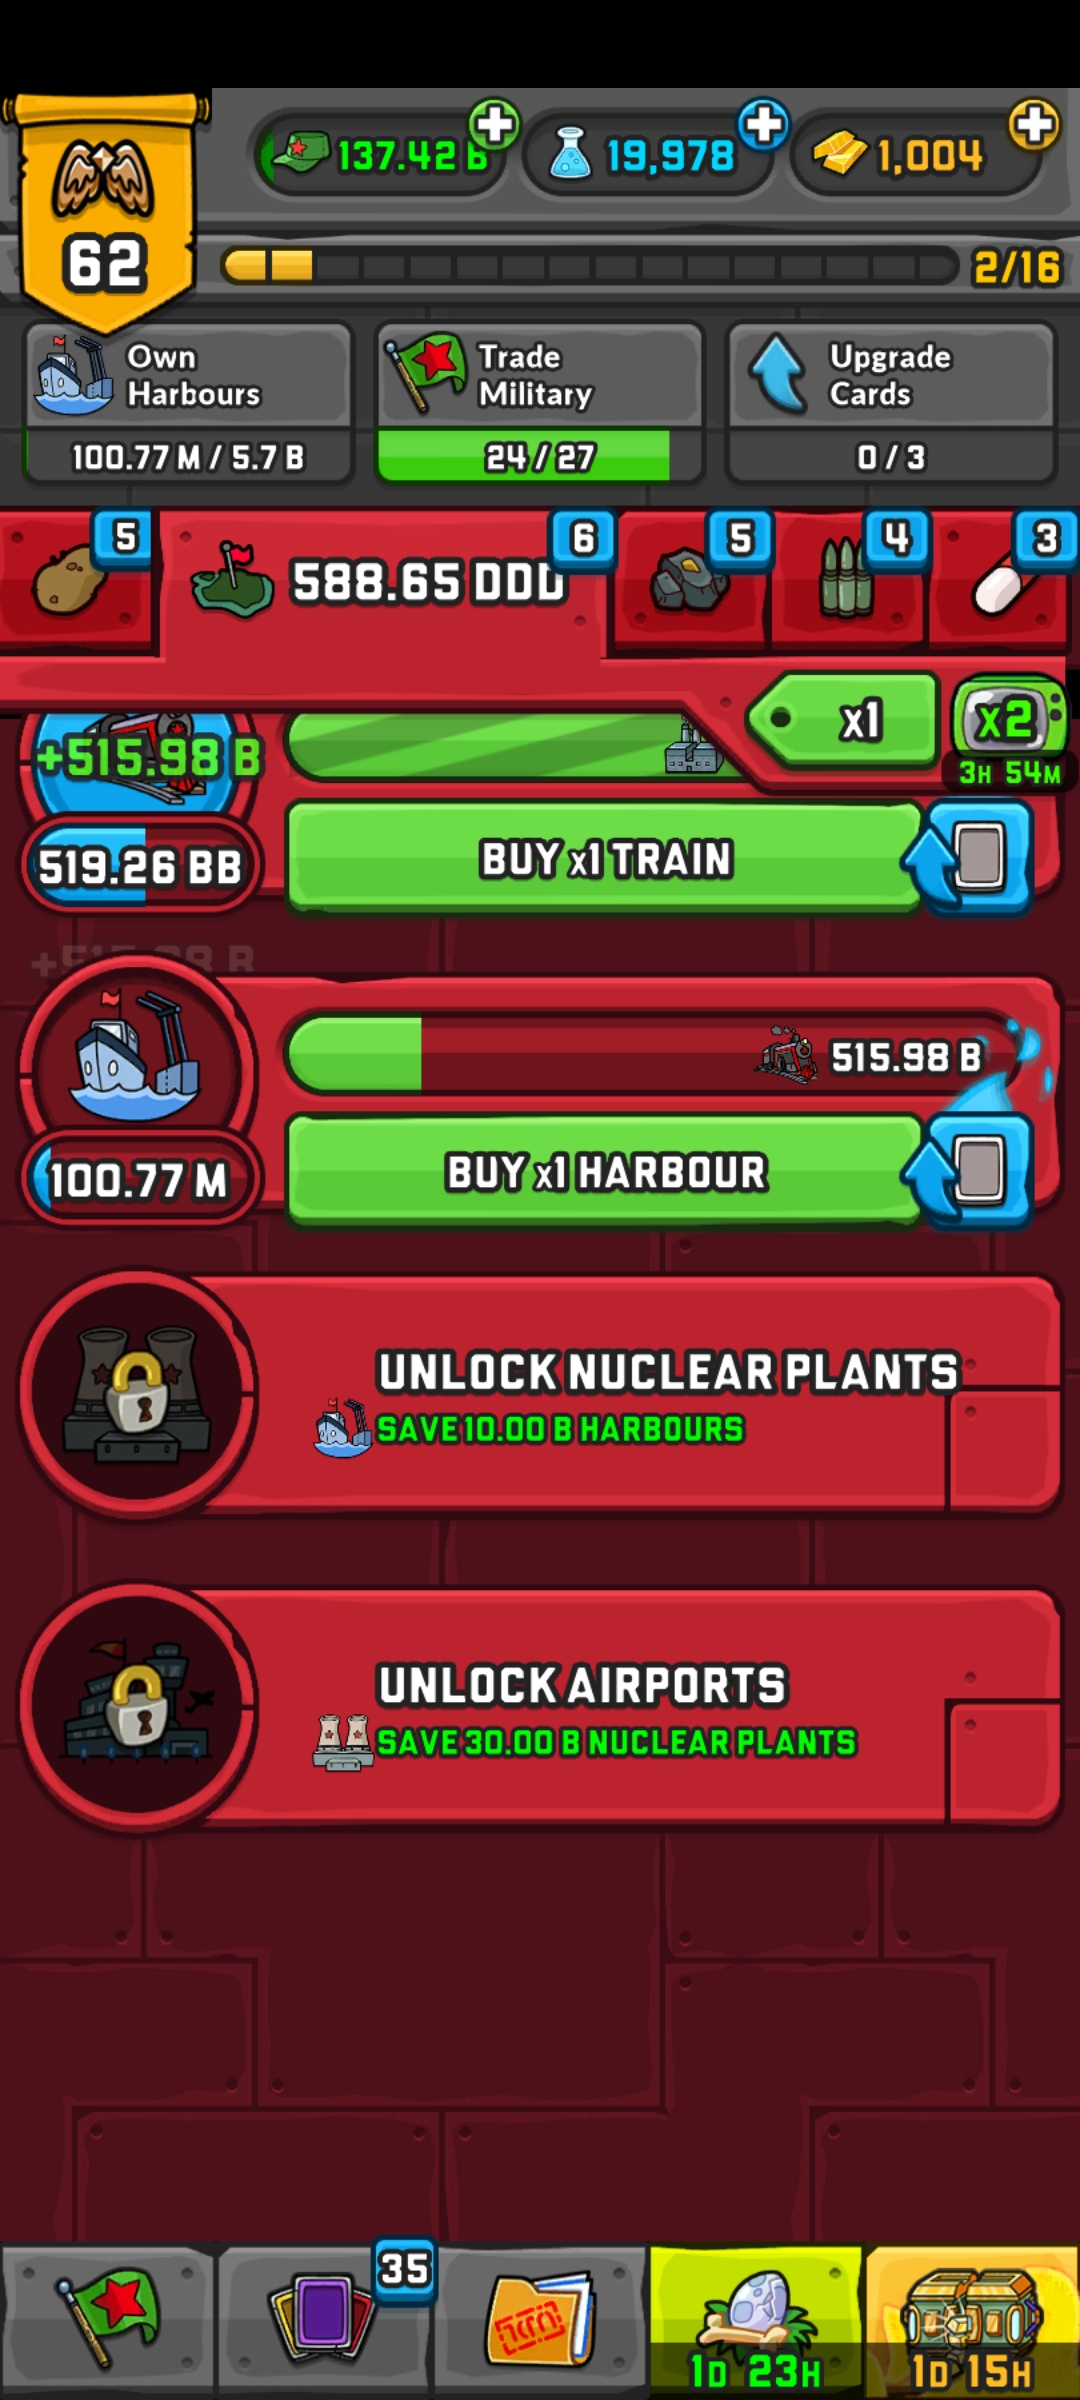 137.42 B
19,978
1,004
62
2/16
Own
Harbours
100.77 M / 5.7 B
Trade
Military
24 / 27
Upgrade
Cards
0 / 3
5
588.65 DDD
6
5
4
3
+515.98 B
x1
x2
3H 54M
519.26 BB
BUY x1 TRAIN
+515.98 B
515.98 B
100.77 M
BUY x1 HARBOUR
UNLOCK NUCLEAR PLANTS
SAVE 10.00 B HARBOURS
UNLOCK AIRPORTS
SAVE 30.00 B NUCLEAR PLANTS
35
1D 23H
1D 15H